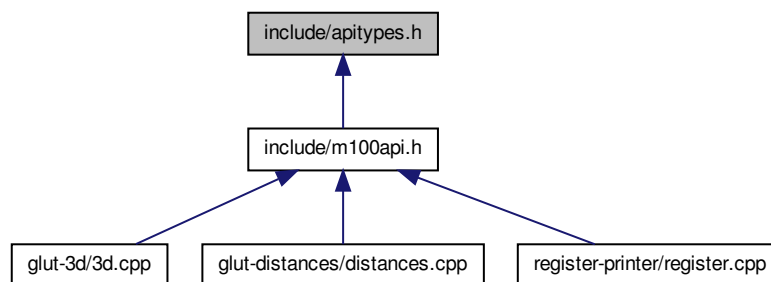 include/apitypes.h
include/m100api.h
glut-3d/3d.cpp
glut-distances/distances.cpp
register-printer/register.cpp